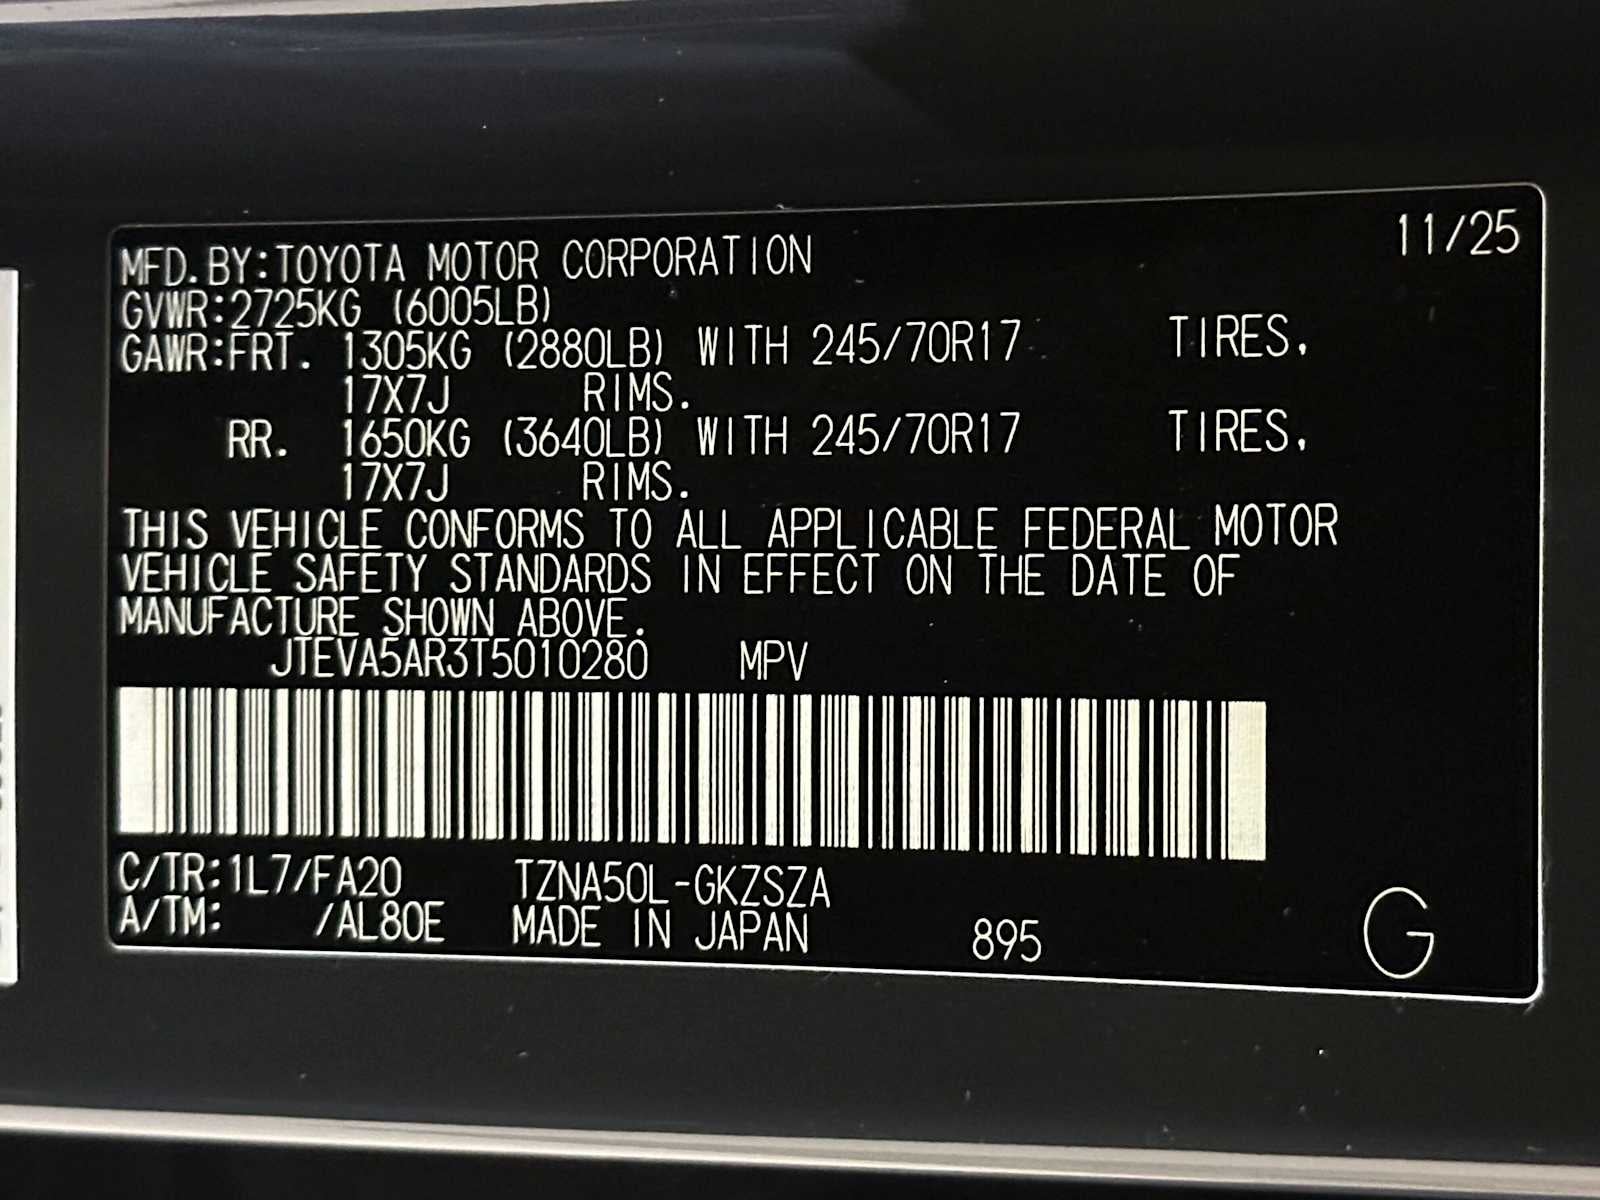 11/25
MFD.BY:TOYOTA MOTOR CORPORATION
GVWR:2725KG (6005LB)
GAWR:FRT. 1305KG (2880LB) WITH 245/70R17 TIRES,
17X7J RIMS.
RR. 1650KG (3640LB) WITH 245/70R17 TIRES,
17X7J RIMS.
THIS VEHICLE CONFORMS TO ALL APPLICABLE FEDERAL MOTOR
VEHICLE SAFETY STANDARDS IN EFFECT ON THE DATE OF
MANUFACTURE SHOWN ABOVE.
JTEVA5AR3T5010280 MPV
C/TR:1L7/FA20 TZNA50L-GKZSZA
A/TM: /AL80E MADE IN JAPAN 895 G